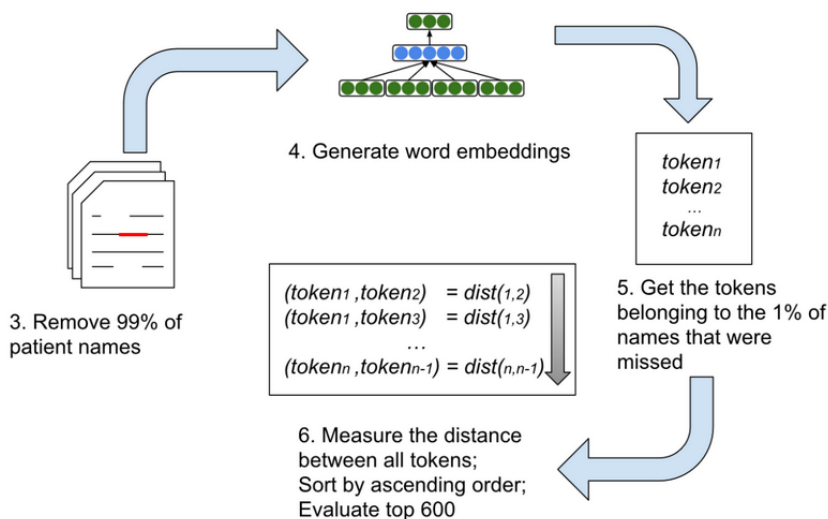 3. Remove 99% of
patient names
4. Generate word embeddings
token1
token2
...
tokenn
5. Get the tokens
belonging to the 1% of
names that were
missed
(token1 ,token2) = dist(1,2)
(token1 ,token3) = dist(1,3)
...
(tokenn ,tokenn-1) = dist(n,n-1)
6. Measure the distance
between all tokens;
Sort by ascending order;
Evaluate top 600